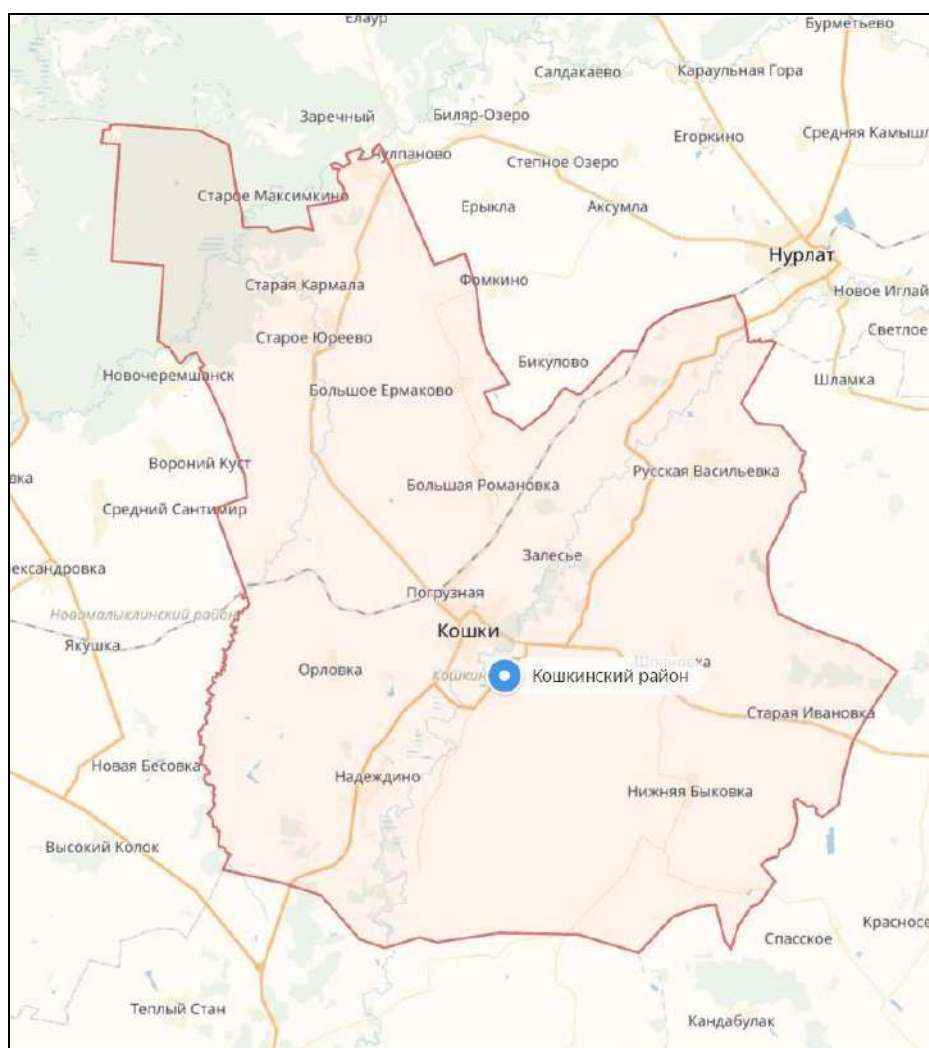 Елаур
Бурметьево
Салдакаево
Караульная Гора
Заречный
Биляр-Озеро
Егоркино
Средняя Камышл
Чулпаново
Степное Озеро
Старое Максимкино
Ерыкла
Аксумла
Нурлат
Фомкино
Старая Кармала
Новое Иглай
Светлое
Старое Юреево
Бикулово
Новочеремшанск
Большое Ермаково
Шламка
Вороний Куст
Русская Васильевка
вка
Большая Романовка
Средний Сантимир
Залесье
ександровка
Погрузная
Новомалыклинский район
Кошки
Якушка
Орловка
Кошкин
Кошкинский район
Шпановка
Старая Ивановка
Новая Бесовка
Надеждино
Нижняя Быковка
Высокий Колок
Красносе
Спасское
Теплый Стан
Кандабулак